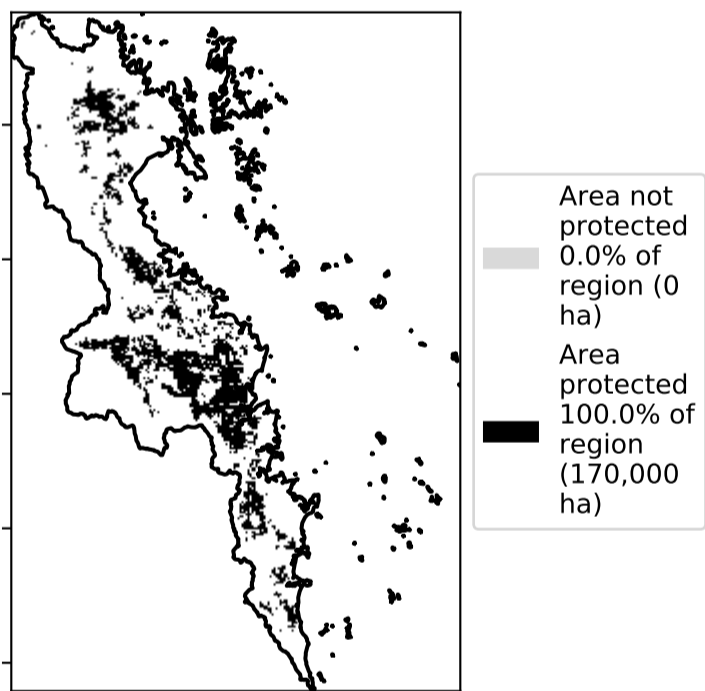 Area not
protected
0.0% of
region (0
ha)
Area
protected
100.0% of
region
(170,000
ha)